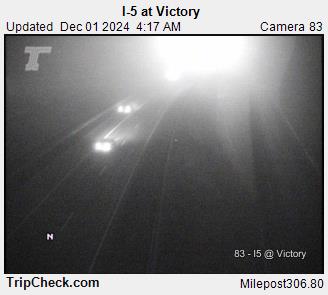 I-5 at Victory
Updated Dec 01 2024 4:17 AM Camera 83
T
N
83 - I5 @ Victory
TripCheck.com Milepost306.80